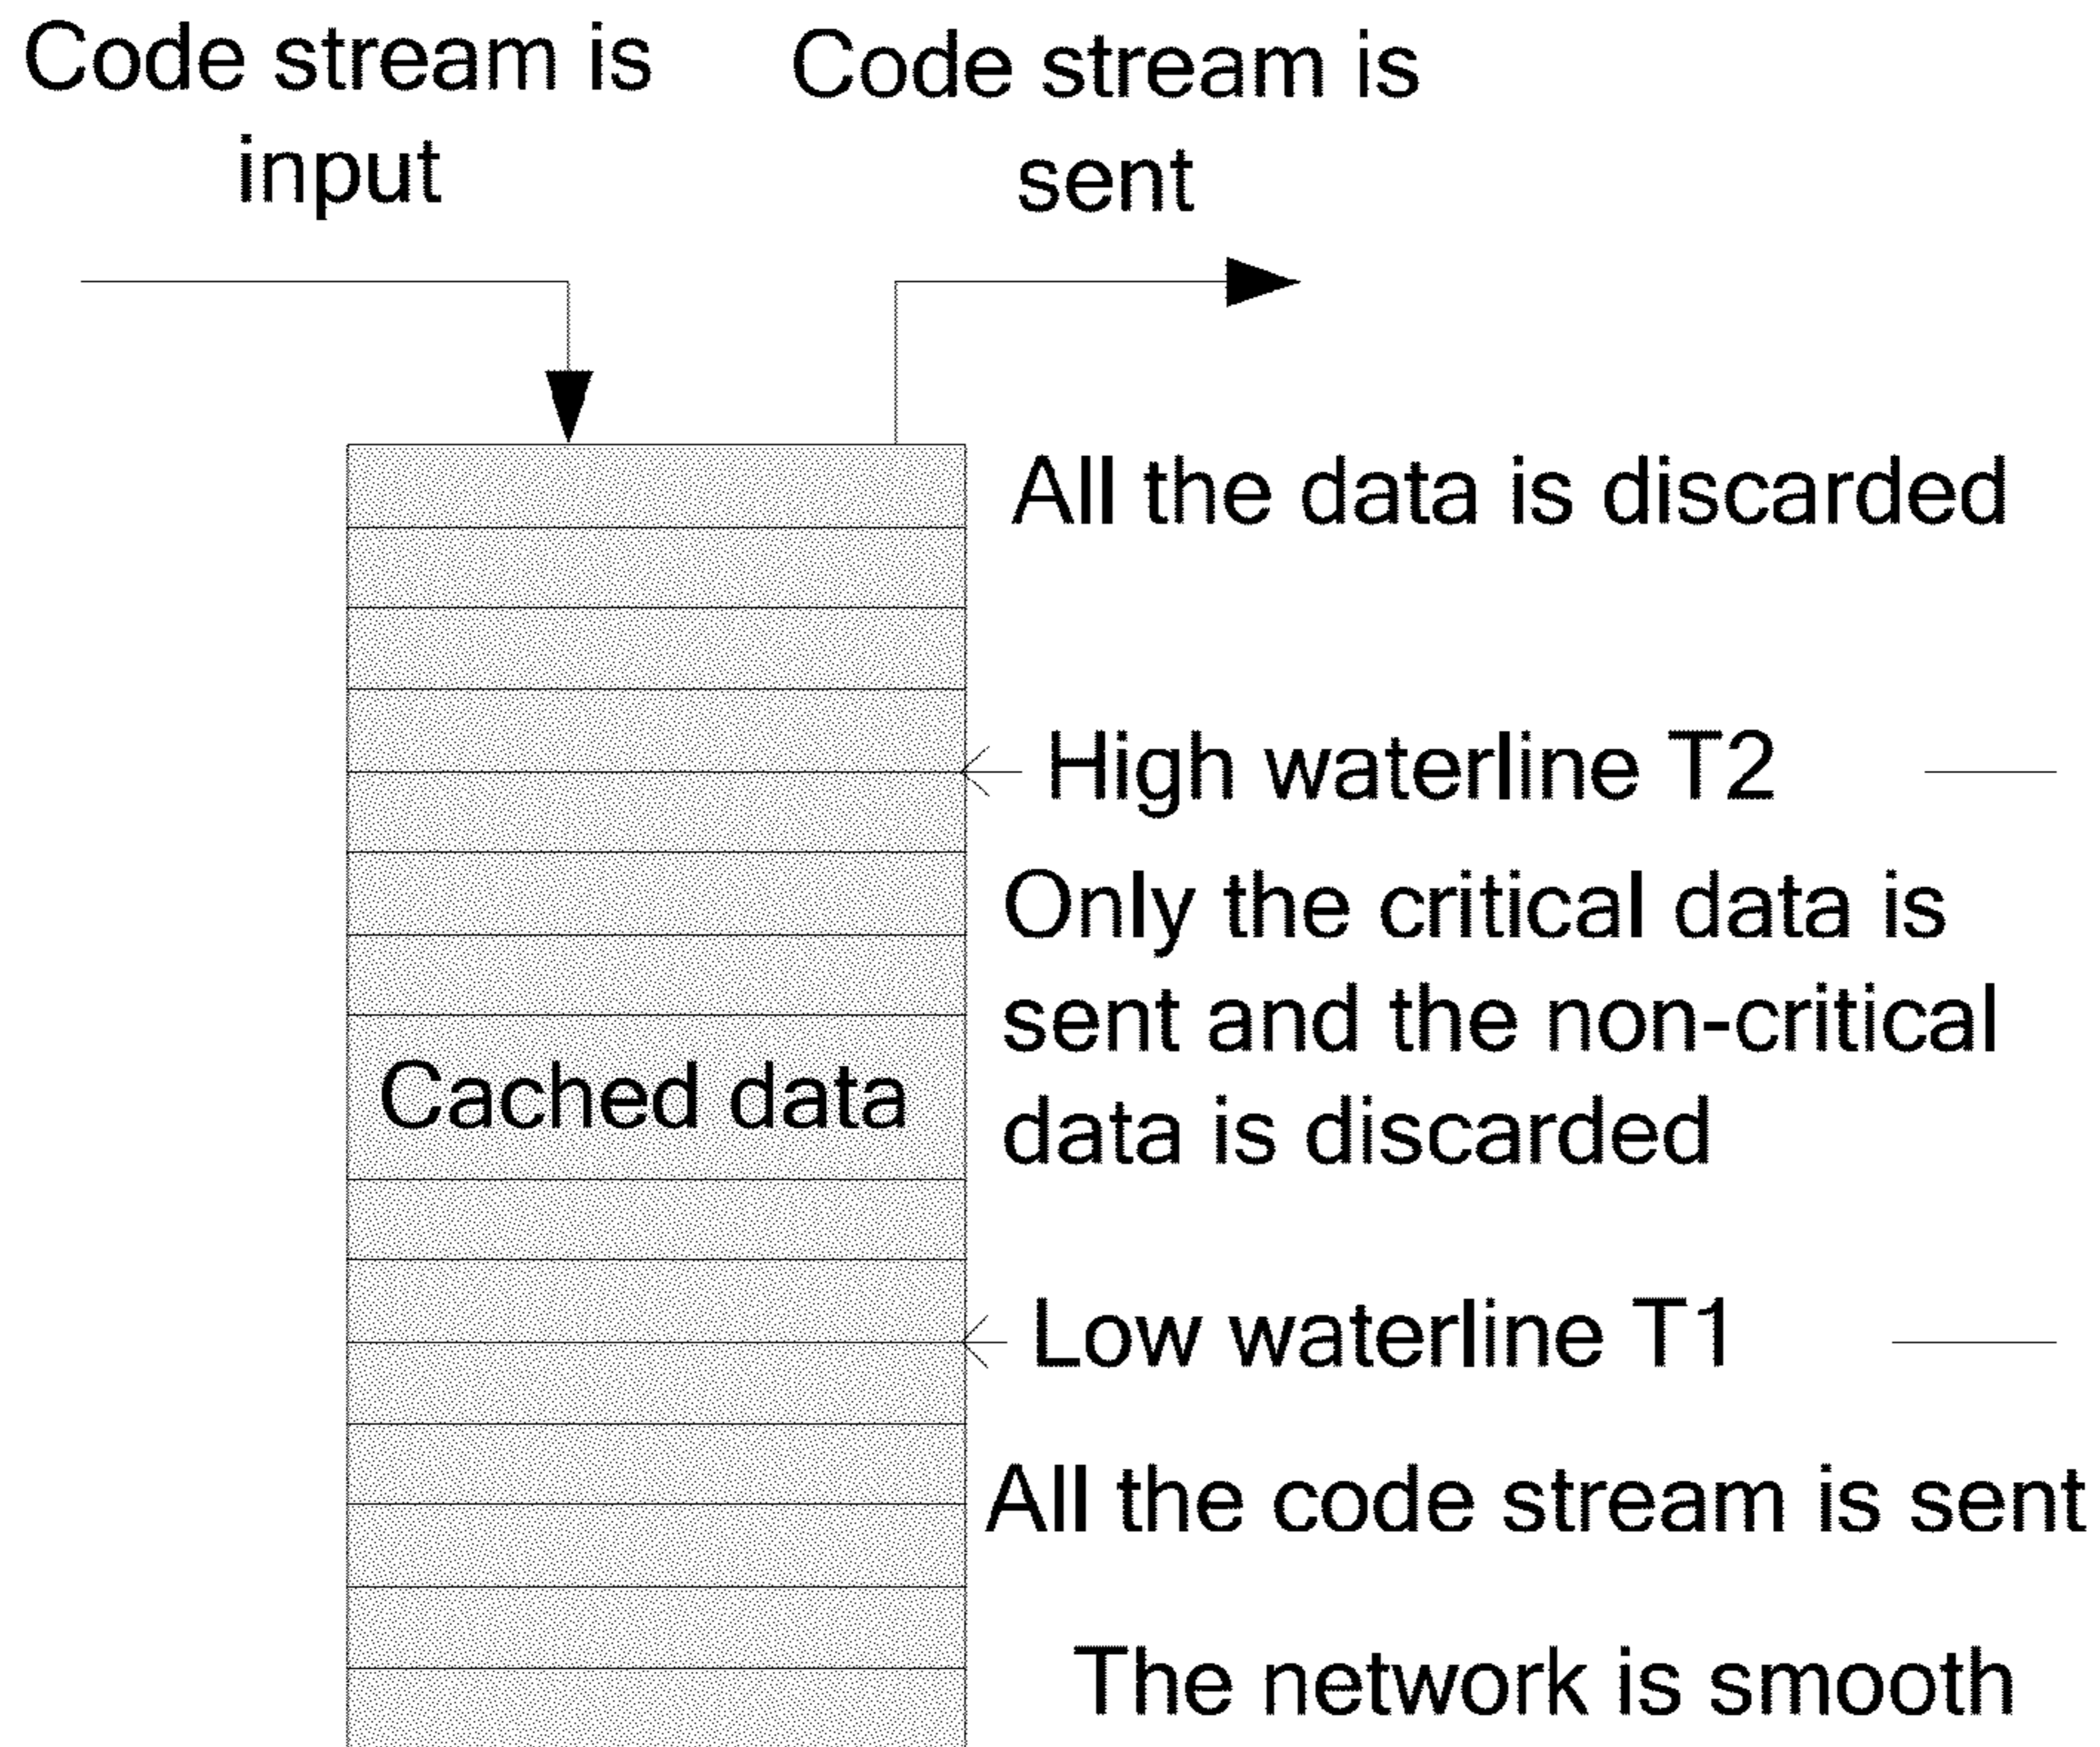 Code stream is
input
Code stream is
sent
All the data is discarded
High waterline T2
Only the critical data is
sent and the non-critical
data is discarded
Cached data
Low waterline T1
All the code stream is sent
The network is smooth